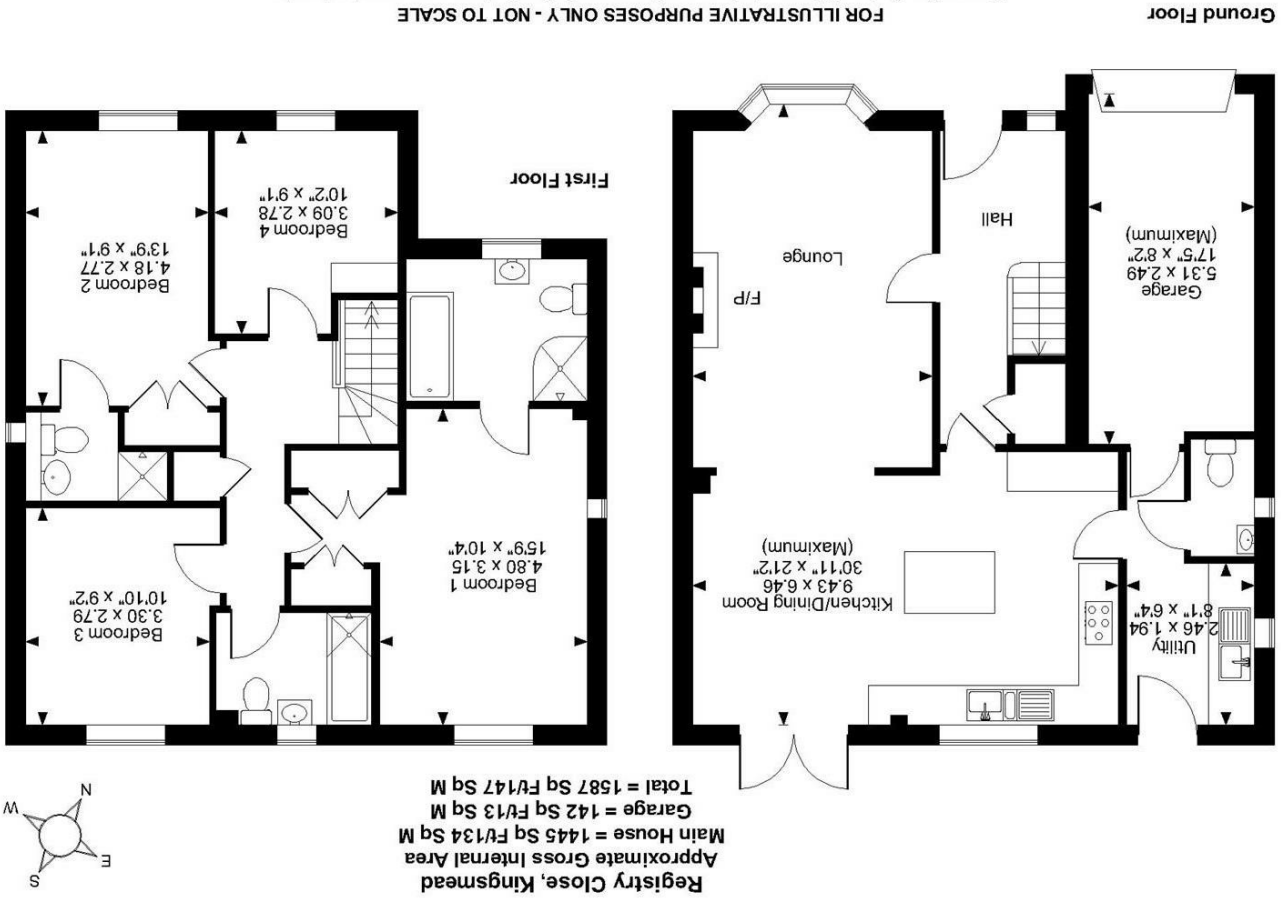 Registry Close, Kingsmead
Approximate Gross Internal Area
Main House = 1445 Sq Ft/134 Sq M
Garage = 142 Sq Ft/13 Sq M
Total = 1587 Sq Ft/147 Sq M
S
E
W
N
Utility
2.46 x 1.94
8'1" x 6'4"
Kitchen/Dining Room
9.43 x 6.46
30'11" x 21'2"
(Maximum)
Garage
5.31 x 2.49
17'5" x 8'2"
(Maximum)
Hall
Lounge
F/P
Bedroom 1
4.80 x 3.15
15'9" x 10'4"
Bedroom 3
3.30 x 2.79
10'10" x 9'2"
Bedroom 2
4.18 x 2.77
13'9" x 9'1"
Bedroom 4
3.09 x 2.78
10'2" x 9'1"
First Floor
Ground Floor
FOR ILLUSTRATIVE PURPOSES ONLY - NOT TO SCALE